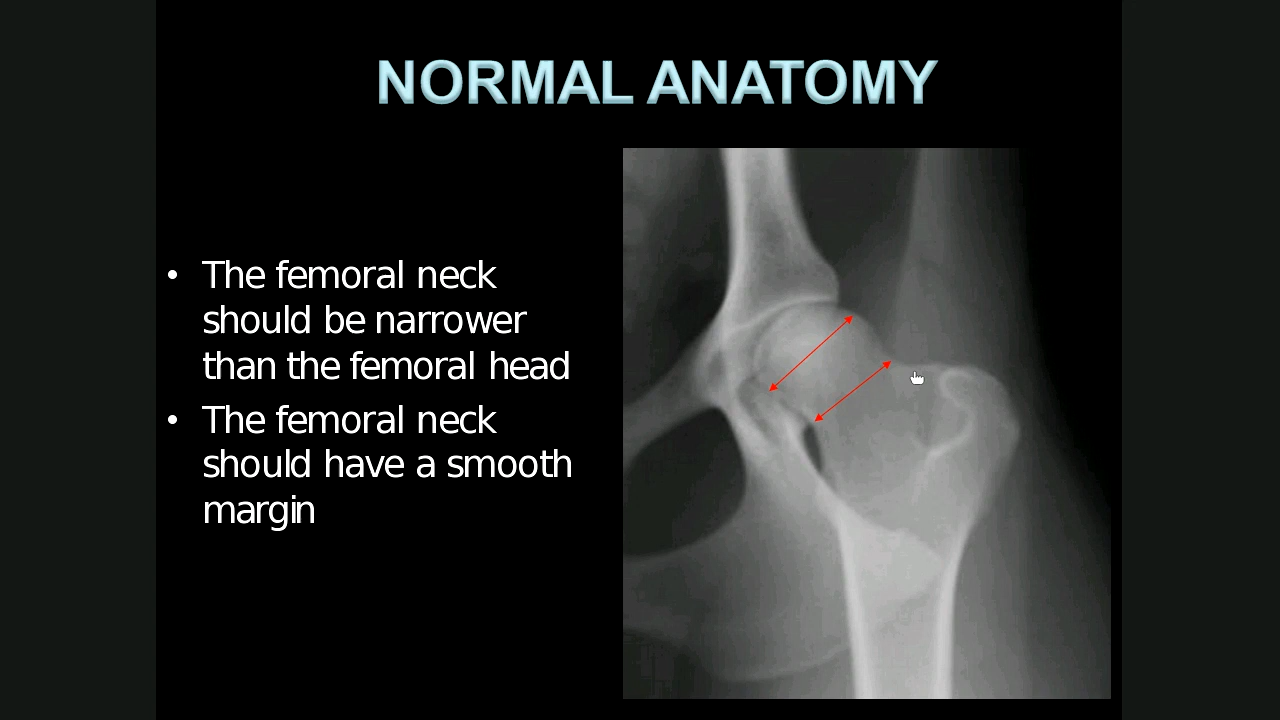 NORMAL ANATOMY
• The femoral neck
should be narrower
than the femoral head
• The femoral neck
should have a smooth
margin